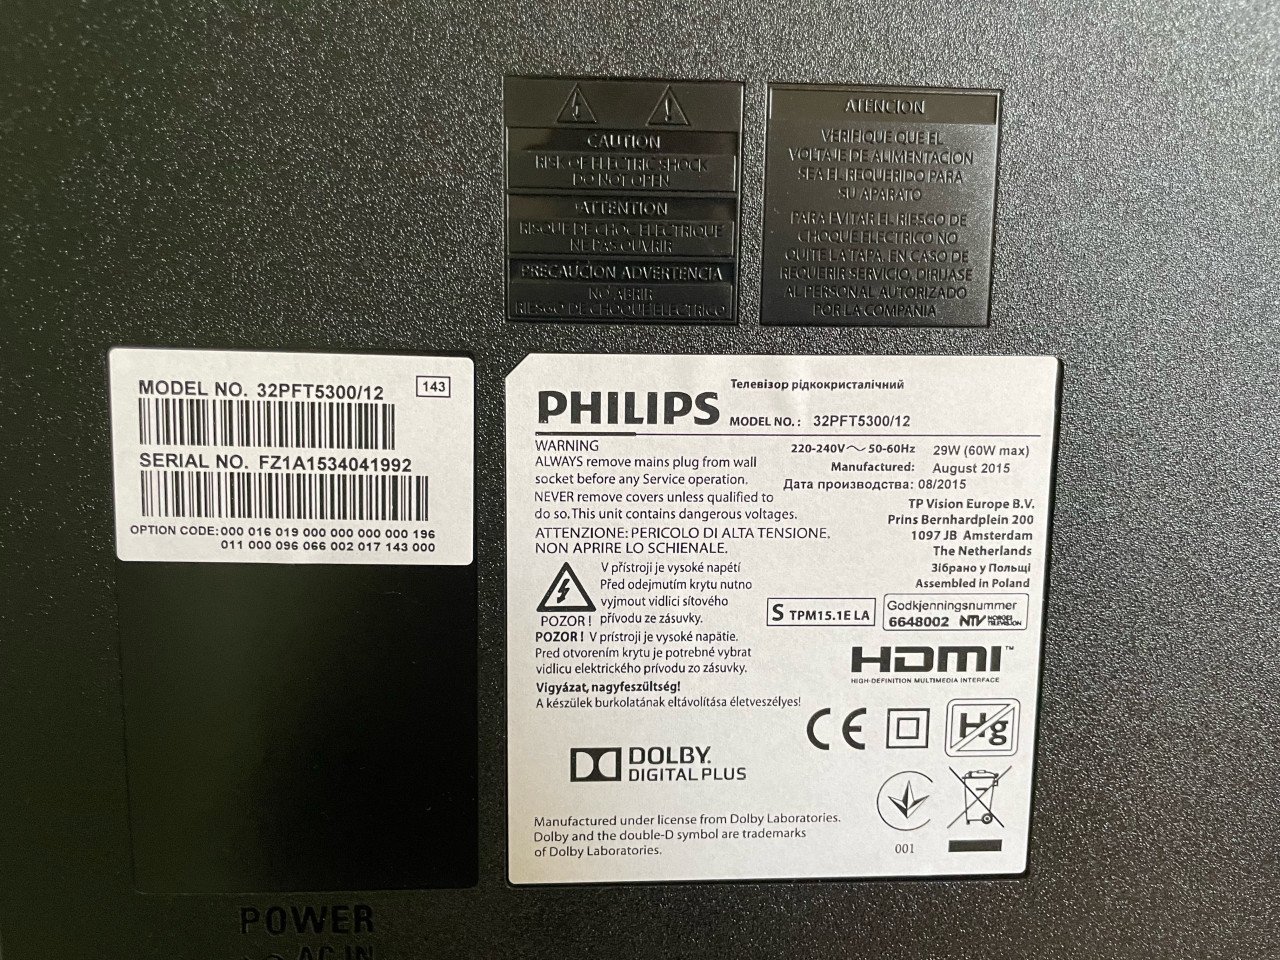 CAUTION
RISK OF ELECTRIC SHOCK
DO NOT OPEN
ATTENTION
RISQUE DE CHOC ELECTRIQUE
NE PAS OUVRIR
PRECAUCION ADVERTENCIA
NO ABRIR
RIESGO DE CHOQUE ELECTRICO
ATENCION
VERIFIQUE QUE EL
VOLTAJE DE ALIMENTACION
SEA EL REQUERIDO PARA
SU APARATO
PARA EVITAR EL RIESGO DE
CHOQUE ELECTRICO NO
QUITE LA TAPA. EN CASO DE
REQUERIR SERVICIO, DIRIJASE
AL PERSONAL AUTORIZADO
POR LA COMPAÑIA
MODEL NO. 32PFT5300/12
143
SERIAL NO. FZ1A1534041992
OPTION CODE: 000 016 019 000 000 000 000 196
011 000 096 066 002 017 143 000
Телевізор рідкокристалічний
PHILIPS
MODEL NO. : 32PFT5300/12
WARNING
ALWAYS remove mains plug from wall
socket before any Service operation.
NEVER remove covers unless qualified to
do so. This unit contains dangerous voltages.
ATTENZIONE: PERICOLO DI ALTA TENSIONE.
NON APRIRE LO SCHIENALE.
220-240V~ 50-60Hz 29W (60W max)
Manufactured: August 2015
Дата производства: 08/2015
TP Vision Europe B.V.
Prins Bernhardplein 200
1097 JB Amsterdam
The Netherlands
Зібрано у Польщі
Assembled in Poland
V přístroji je vysoké napětí
Před odejmutím krytu nutno
vyjmout vidlici síťového
POZOR ! přívodu ze zásuvky.
POZOR ! V prístroji je vysoké napätie.
Pred otvorením krytu je potrebné vybrat
vidlicu elektrického prívodu zo zásuvky.
Vigyázat, nagyfeszültség!
A készülek burkolatának eltávolítása életveszélyes!
S TPM15.1E LA
Godkjenningsnummer
6648002 NTV NORGES TELEVISJON
HDMI™
HIGH-DEFINITION MULTIMEDIA INTERFACE
CE
Hg
DOLBY.
DIGITAL PLUS
Manufactured under license from Dolby Laboratories.
Dolby and the double-D symbol are trademarks
of Dolby Laboratories.
001
POWER
AC IN